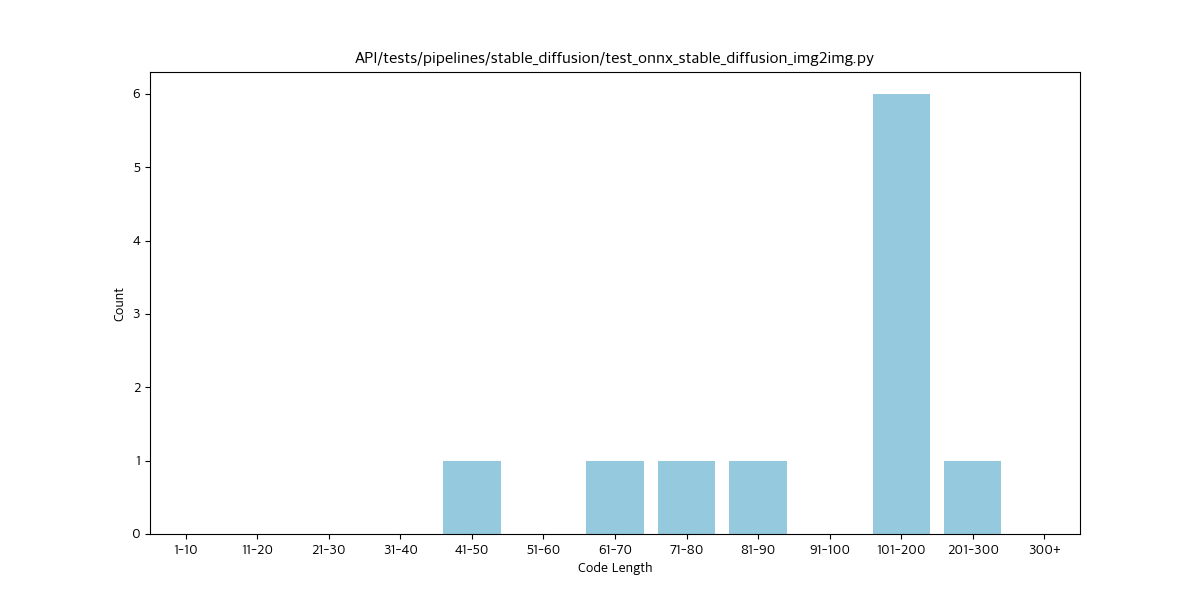 API/tests/pipelines/stable_diffusion/test_onnx_stable_diffusion_img2img.py
6
5
4
3
2
1
0
Count
1-10 11-20 21-30 31-40 41-50 51-60 61-70 71-80 81-90 91-100 101-200 201-300 300+
Code Length